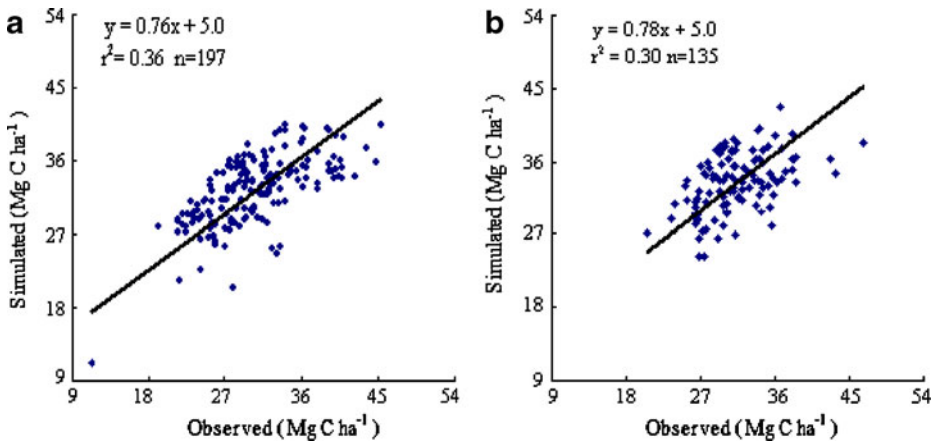 a
y = 0.76x + 5.0
r² = 0.36 n=197
54
45
36
27
18
9
Simulated (Mg C ha⁻¹)
9 18 27 36 45 54
Observed (Mg C ha⁻¹)
b
y = 0.78x + 5.0
r² = 0.30 n=135
54
45
36
27
18
9
Simulated (Mg C ha⁻¹)
9 18 27 36 45 54
Observed (Mg C ha⁻¹)